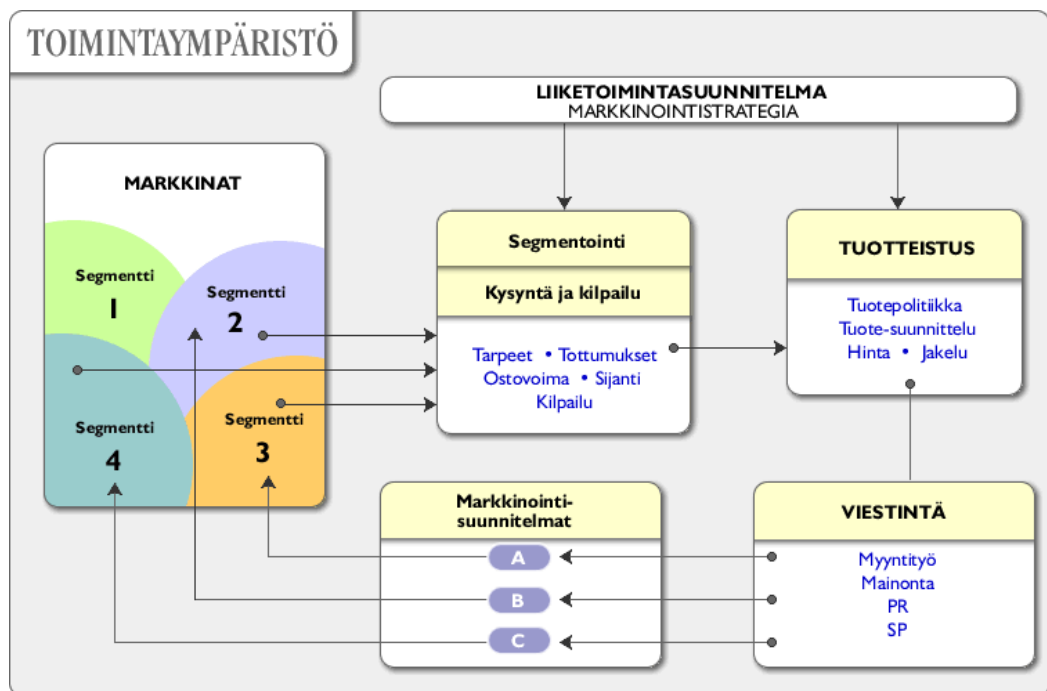 TOIMINTAYMPÄRISTÖ
LIIKETOIMINTASUUNNITELMA
MARKKINOINTISTRATEGIA
MARKKINAT
Segmentti
1
Segmentti
2
Segmentti
3
Segmentti
4
Segmentointi
Kysyntä ja kilpailu
Tarpeet • Tottumukset
Ostovoima • Sijanti
Kilpailu
TUOTTEISTUS
Tuotepolitiikka
Tuote-suunnittelu
Hinta • Jakelu
Markkinointi-
suunnitelmat
A
B
C
VIESTINTÄ
Myyntityö
Mainonta
PR
SP